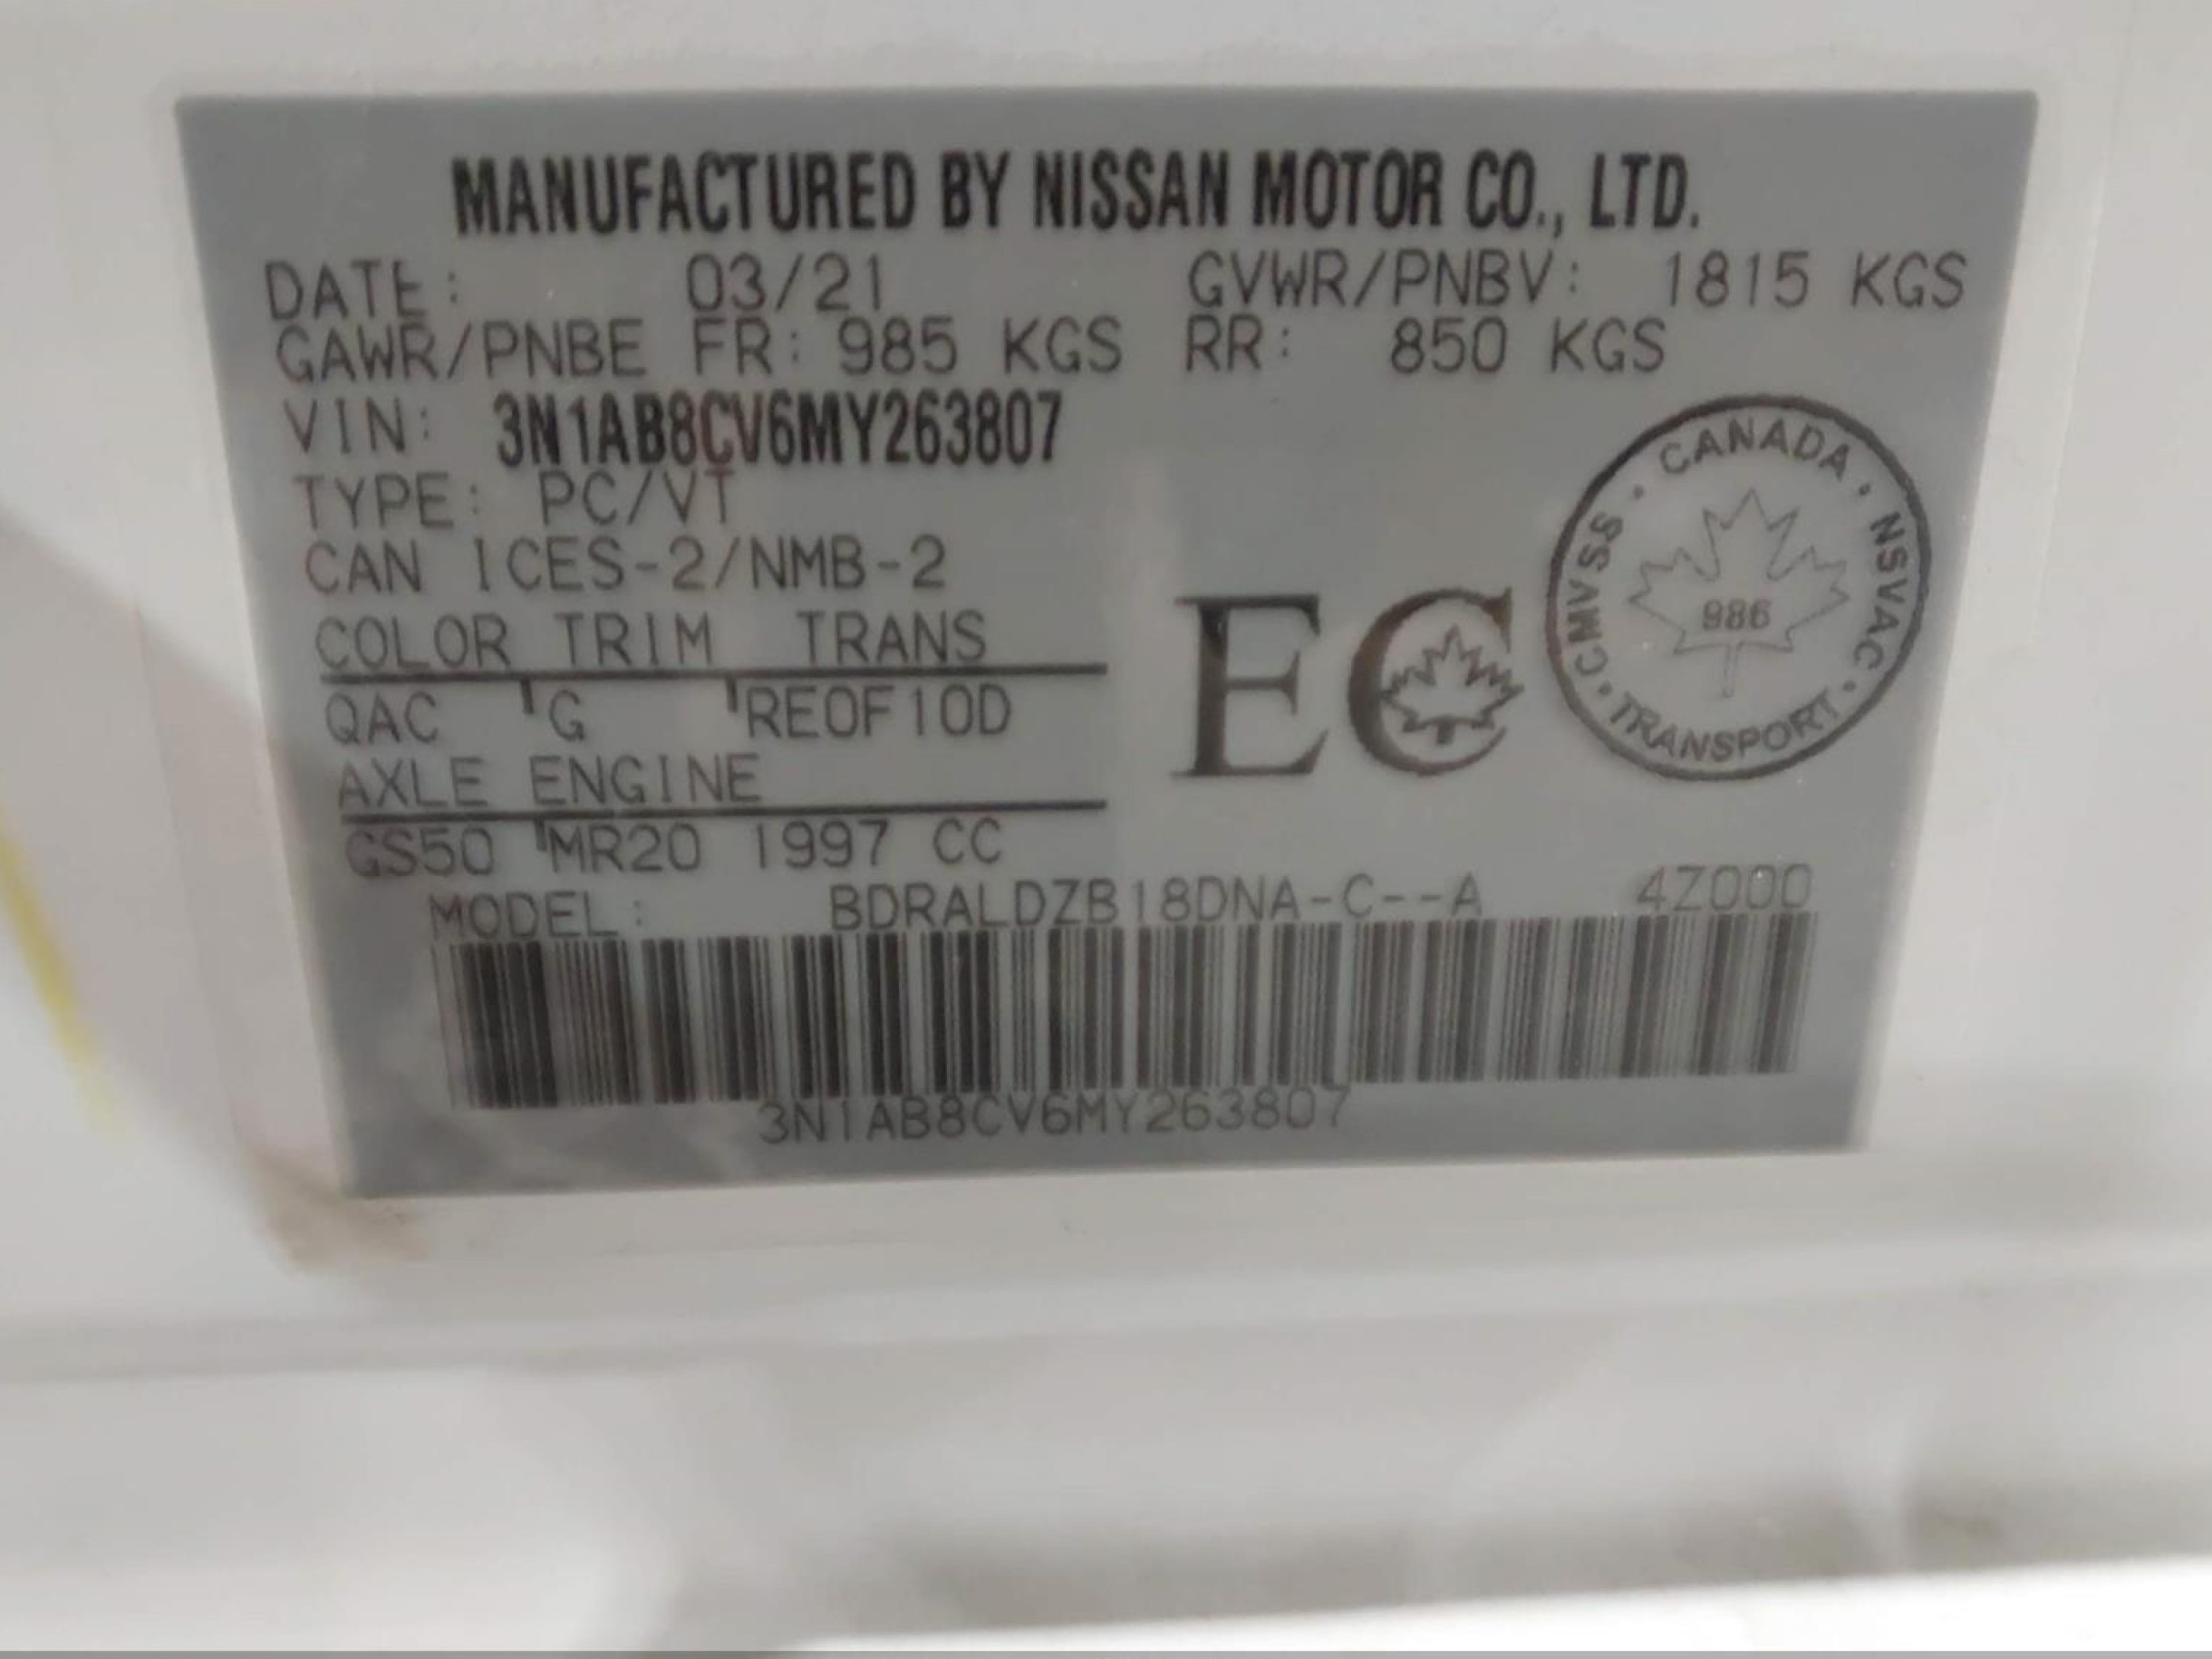 MANUFACTURED BY NISSAN MOTOR CO., LTD.
DATE: 03/21 GVWR/PNBV: 1815 KGS
GAWR/PNBE FR: 985 KGS RR: 850 KGS
VIN: 3N1AB8CV6MY263807
TYPE: PC/VT
CAN ICES-2/NMB-2
COLOR TRIM TRANS
QAC G RE0F10D
AXLE ENGINE
GS50 MR20 1997 CC
EC
CANADA · NSVAC · TRANSPORT · CMVSS ·
986
MODEL: BDRALDZB18DNA-C--A 4Z000
3N1AB8CV6MY263807